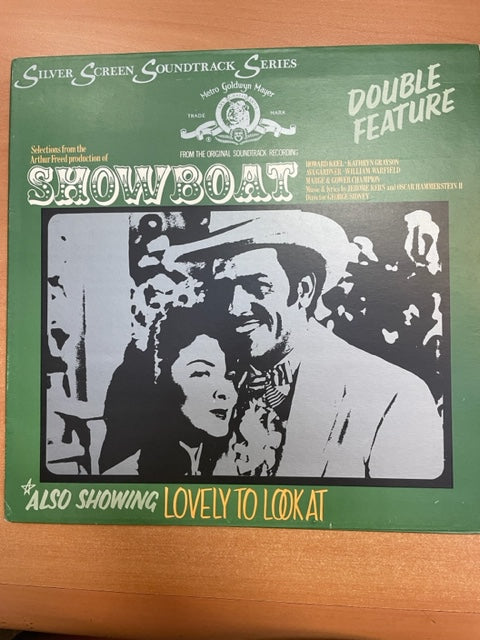 SILVER SCREEN SOUNDTRACK SERIES
Metro Goldwyn Mayer
TRADE MARK
DOUBLE
FEATURE
FROM THE ORIGINAL SOUNDTRACK RECORDING
Selections from the
Arthur Freed production of
SHOWBOAT
HOWARD KEEL · KATHRYN GRAYSON
AVA GARDNER · WILLIAM WARFIELD
MARGE & GOWER CHAMPION
Music & lyrics by JEROME KERN and OSCAR HAMMERSTEIN II
Director GEORGE SIDNEY
ALSO SHOWING LOVELY TO LOOK AT